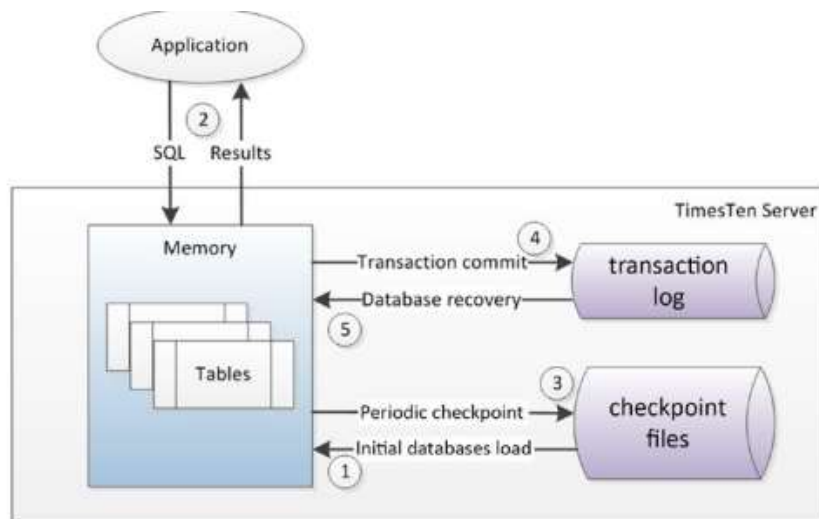 Application
2
SQL
Results
TimesTen Server
Memory
4
Transaction commit
transaction
log
Database recovery
5
Tables
3
Periodic checkpoint
checkpoint
files
Initial databases load
1